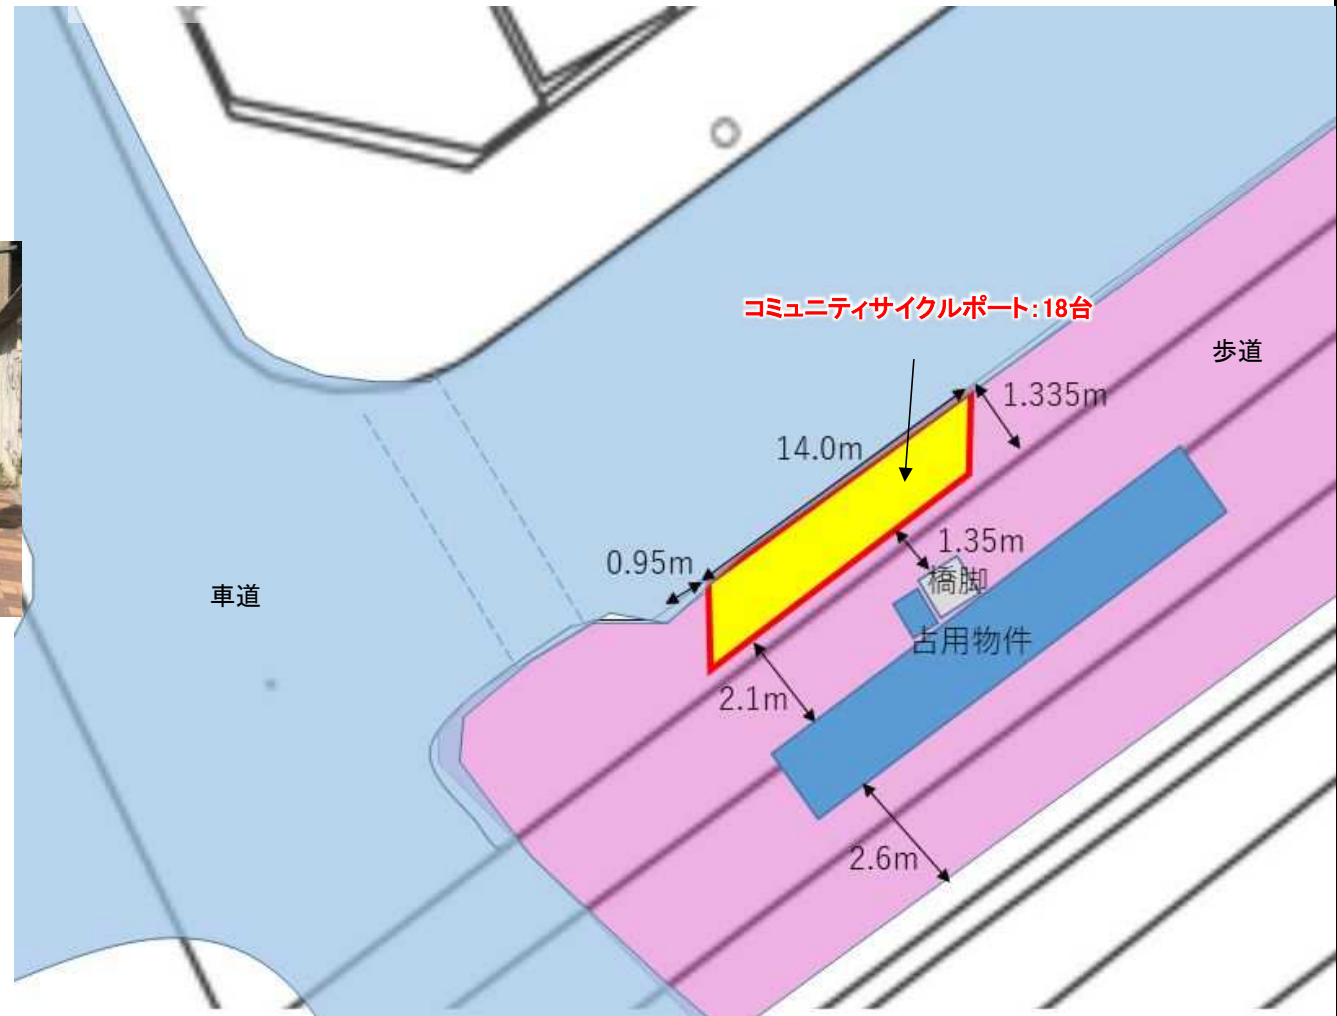 コミュニティサイクルポート：18台
歩道
1.335m
14.0m
1.35m
0.95m
橋脚
車道
占用物件
2.1m
2.6m